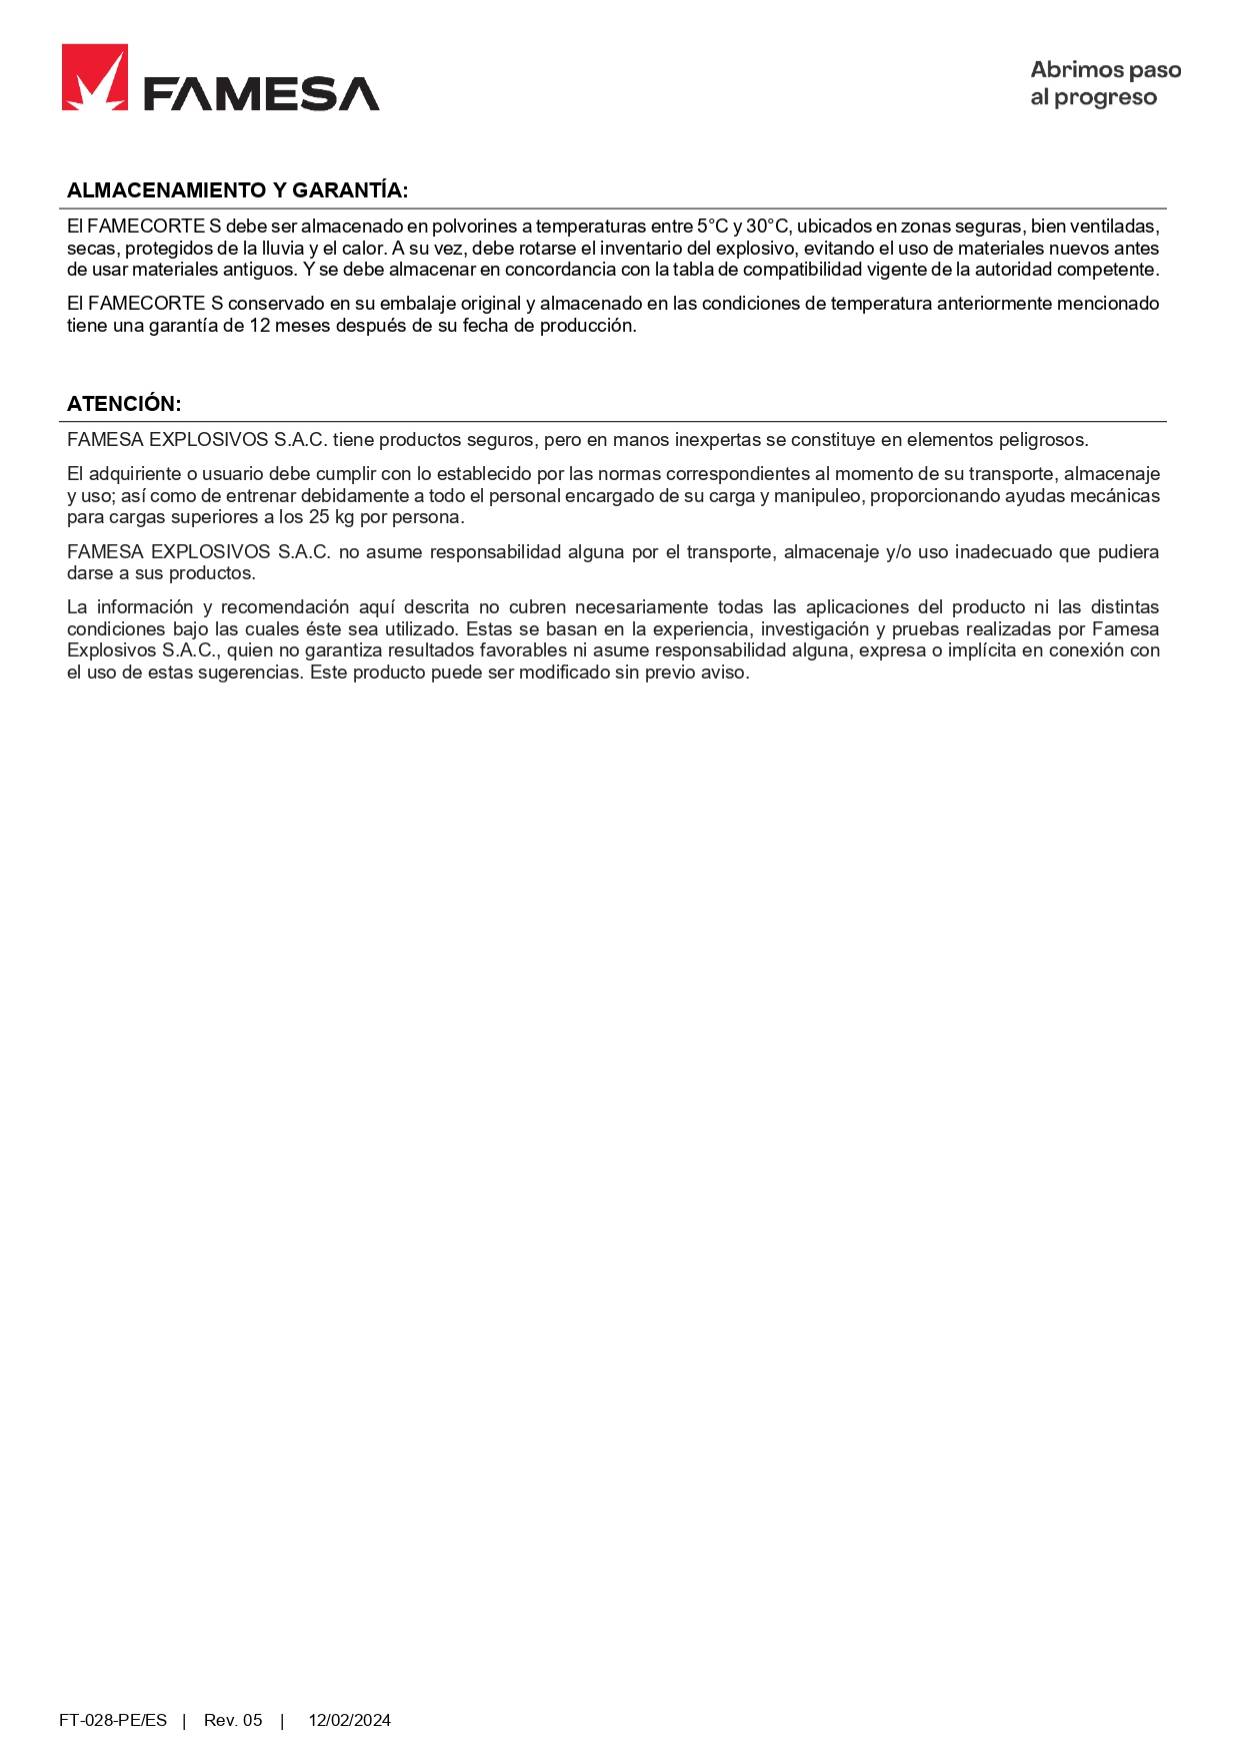 FAMESA
Abrimos paso
al progreso
ALMACENAMIENTO Y GARANTÍA:
El FAMECORTE S debe ser almacenado en polvorines a temperaturas entre 5°C y 30°C, ubicados en zonas seguras, bien ventiladas,
secas, protegidos de la lluvia y el calor. A su vez, debe rotarse el inventario del explosivo, evitando el uso de materiales nuevos antes
de usar materiales antiguos. Y se debe almacenar en concordancia con la tabla de compatibilidad vigente de la autoridad competente.
El FAMECORTE S conservado en su embalaje original y almacenado en las condiciones de temperatura anteriormente mencionado
tiene una garantía de 12 meses después de su fecha de producción.
ATENCIÓN:
FAMESA EXPLOSIVOS S.A.C. tiene productos seguros, pero en manos inexpertas se constituye en elementos peligrosos.
El adquiriente o usuario debe cumplir con lo establecido por las normas correspondientes al momento de su transporte, almacenaje
y uso; así como de entrenar debidamente a todo el personal encargado de su carga y manipuleo, proporcionando ayudas mecánicas
para cargas superiores a los 25 kg por persona.
FAMESA EXPLOSIVOS S.A.C. no asume responsabilidad alguna por el transporte, almacenaje y/o uso inadecuado que pudiera
darse a sus productos.
La información y recomendación aquí descrita no cubren necesariamente todas las aplicaciones del producto ni las distintas
condiciones bajo las cuales éste sea utilizado. Estas se basan en la experiencia, investigación y pruebas realizadas por Famesa
Explosivos S.A.C., quien no garantiza resultados favorables ni asume responsabilidad alguna, expresa o implícita en conexión con
el uso de estas sugerencias. Este producto puede ser modificado sin previo aviso.
FT-028-PE/ES | Rev. 05 | 12/02/2024